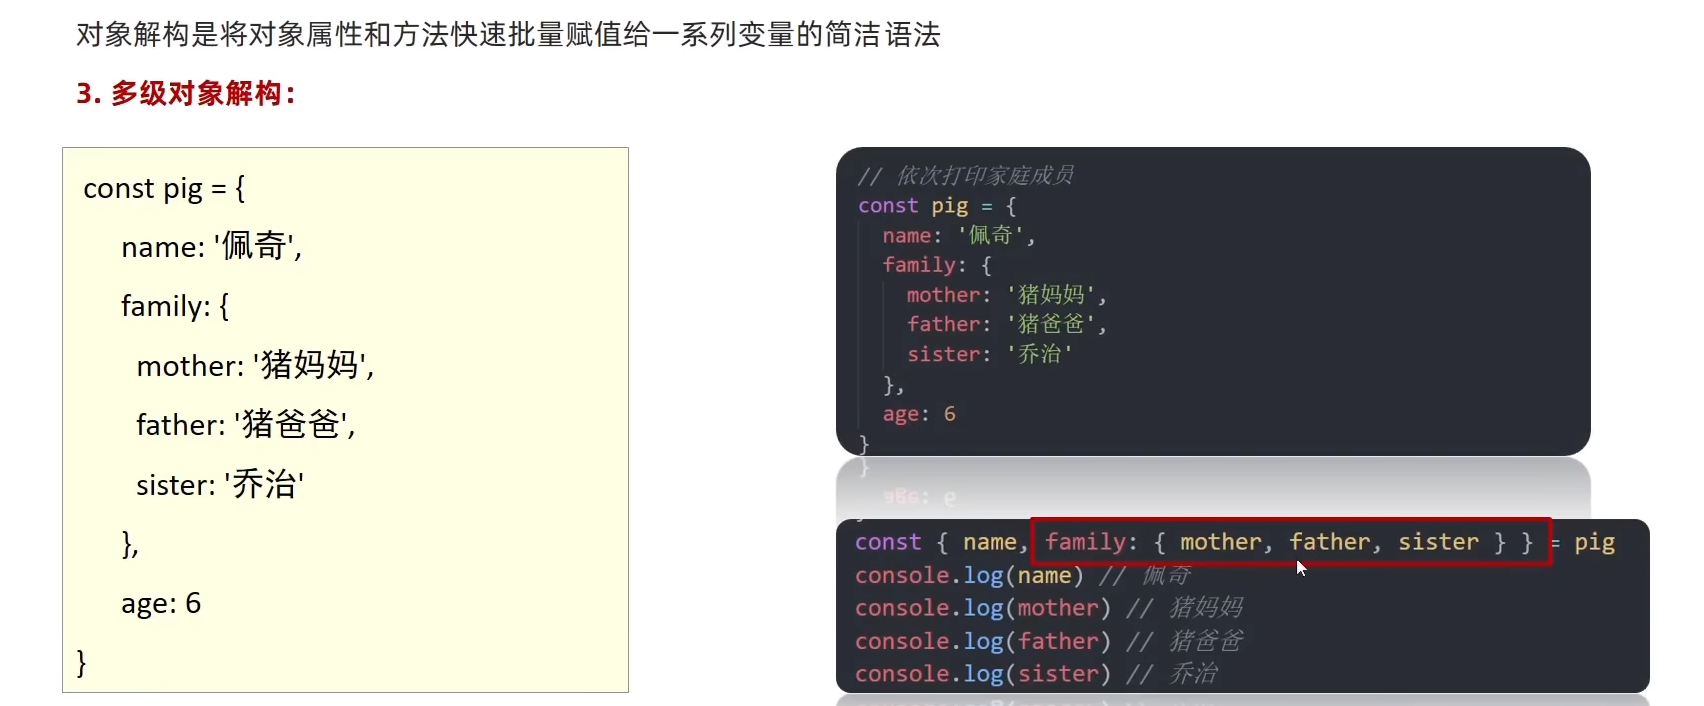 对象解构是将对象属性和方法快速批量赋值给一系列变量的简洁语法
3. 多级对象解构：
const pig = {
name: '佩奇',
family: {
mother: '猪妈妈',
father: '猪爸爸',
sister: '乔治'
},
age: 6
}
// 依次打印家庭成员
const pig = {
name: '佩奇',
family: {
mother: '猪妈妈',
father: '猪爸爸',
sister: '乔治'
},
age: 6
}
const { name, family: { mother, father, sister } } = pig
console.log(name) // 佩奇
console.log(mother) // 猪妈妈
console.log(father) // 猪爸爸
console.log(sister) // 乔治